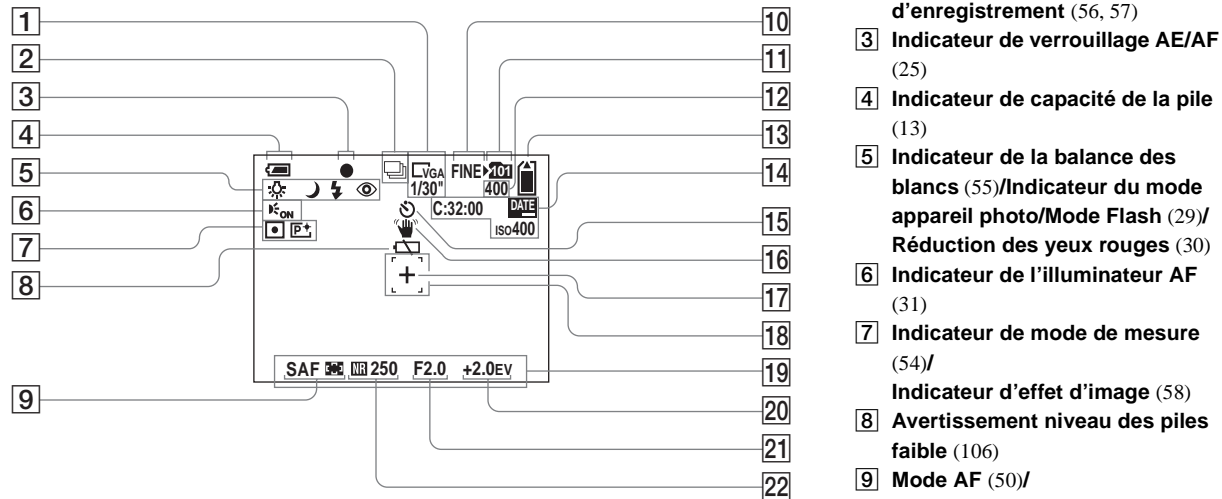 1
2
3
4
5
6
7
8
9
10
11
12
13
14
15
16
17
18
19
20
21
22
VGA FINE 101
1/30" 400
C:32:00 DATE
ON
ISO400
P+
SAF NR 250 F2.0 +2.0EV
d'enregistrement (56, 57)
3 Indicateur de verrouillage AE/AF
(25)
4 Indicateur de capacité de la pile
(13)
5 Indicateur de la balance des
blancs (55)/Indicateur du mode
appareil photo/Mode Flash (29)/
Réduction des yeux rouges (30)
6 Indicateur de l'illuminateur AF
(31)
7 Indicateur de mode de mesure
(54)/
Indicateur d'effet d'image (58)
8 Avertissement niveau des piles
faible (106)
9 Mode AF (50)/